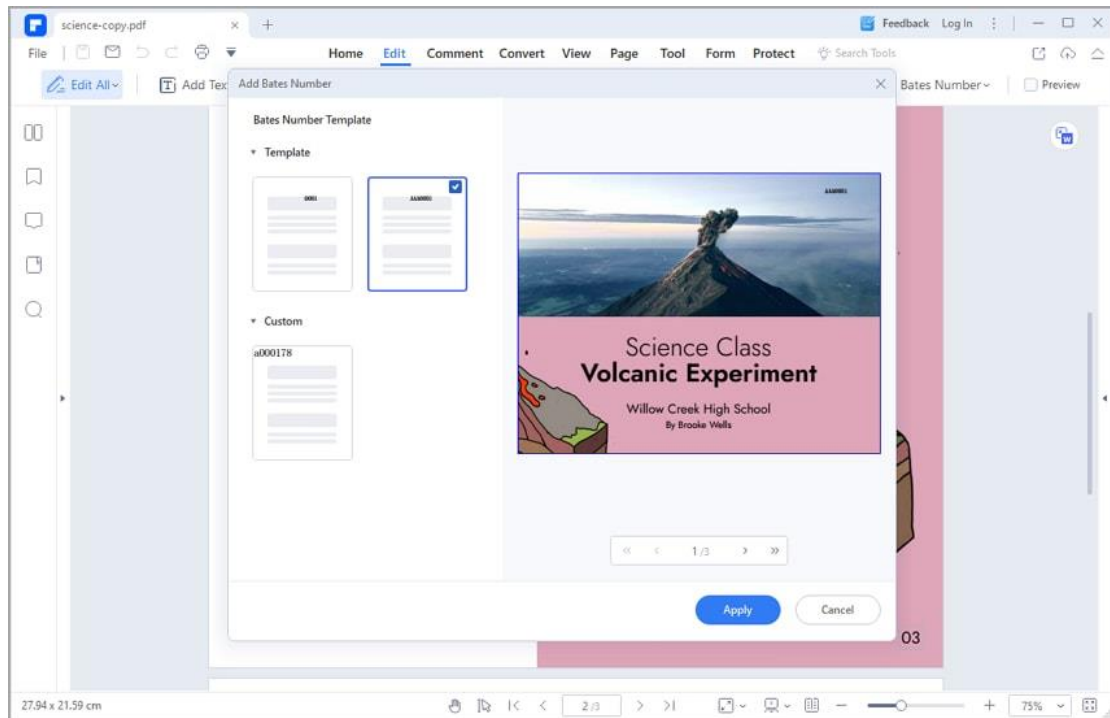 science-copy.pdf
Feedback Log In
File Home Edit Comment Convert View Page Tool Form Protect Search Tools
Edit All Add Tex Bates Number Preview
Add Bates Number
Bates Number Template
Template
0001
AAA0001
AAA0001
Custom
a000178
Science Class
Volcanic Experiment
Willow Creek High School
By Brooke Wells
1 /3
Apply Cancel
03
27.94 x 21.59 cm 2 /3 75%